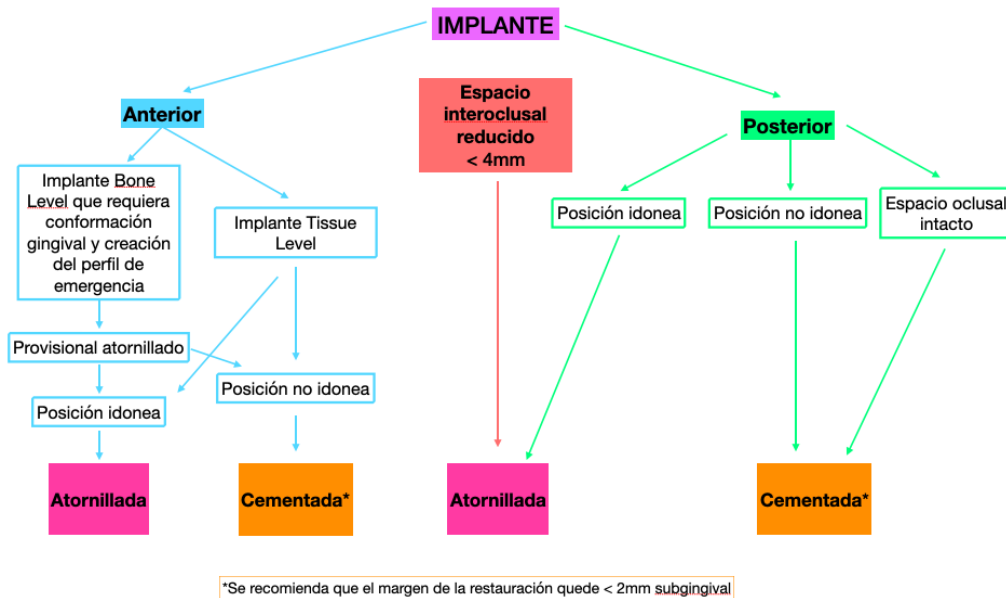 IMPLANTE
Anterior
Espacio
interoclusal
reducido
< 4mm
Posterior
Implante Bone
Level que requiera
conformación
gingival y creación
del perfil de
emergencia
Implante Tissue
Level
Posición idonea
Posición no idonea
Espacio oclusal
intacto
Provisional atornillado
Posición no idonea
Posición idonea
Atornillada
Cementada*
Atornillada
Cementada*
*Se recomienda que el margen de la restauración quede < 2mm subgingival